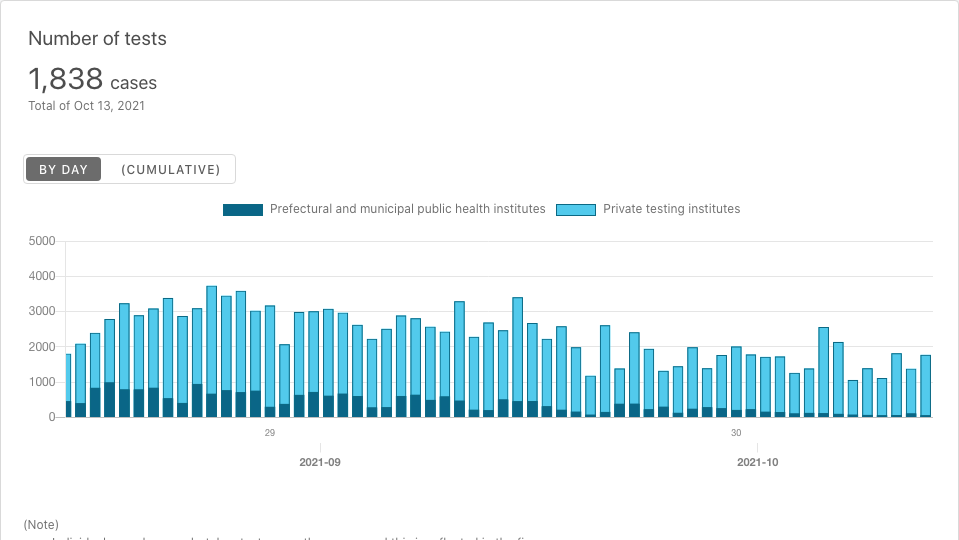 Number of tests
1,838 cases
Total of Oct 13, 2021
BY DAY (CUMULATIVE)
Prefectural and municipal public health institutes Private testing institutes
5000
4000
3000
2000
1000
0
29 30
2021-09 2021-10
(Note)